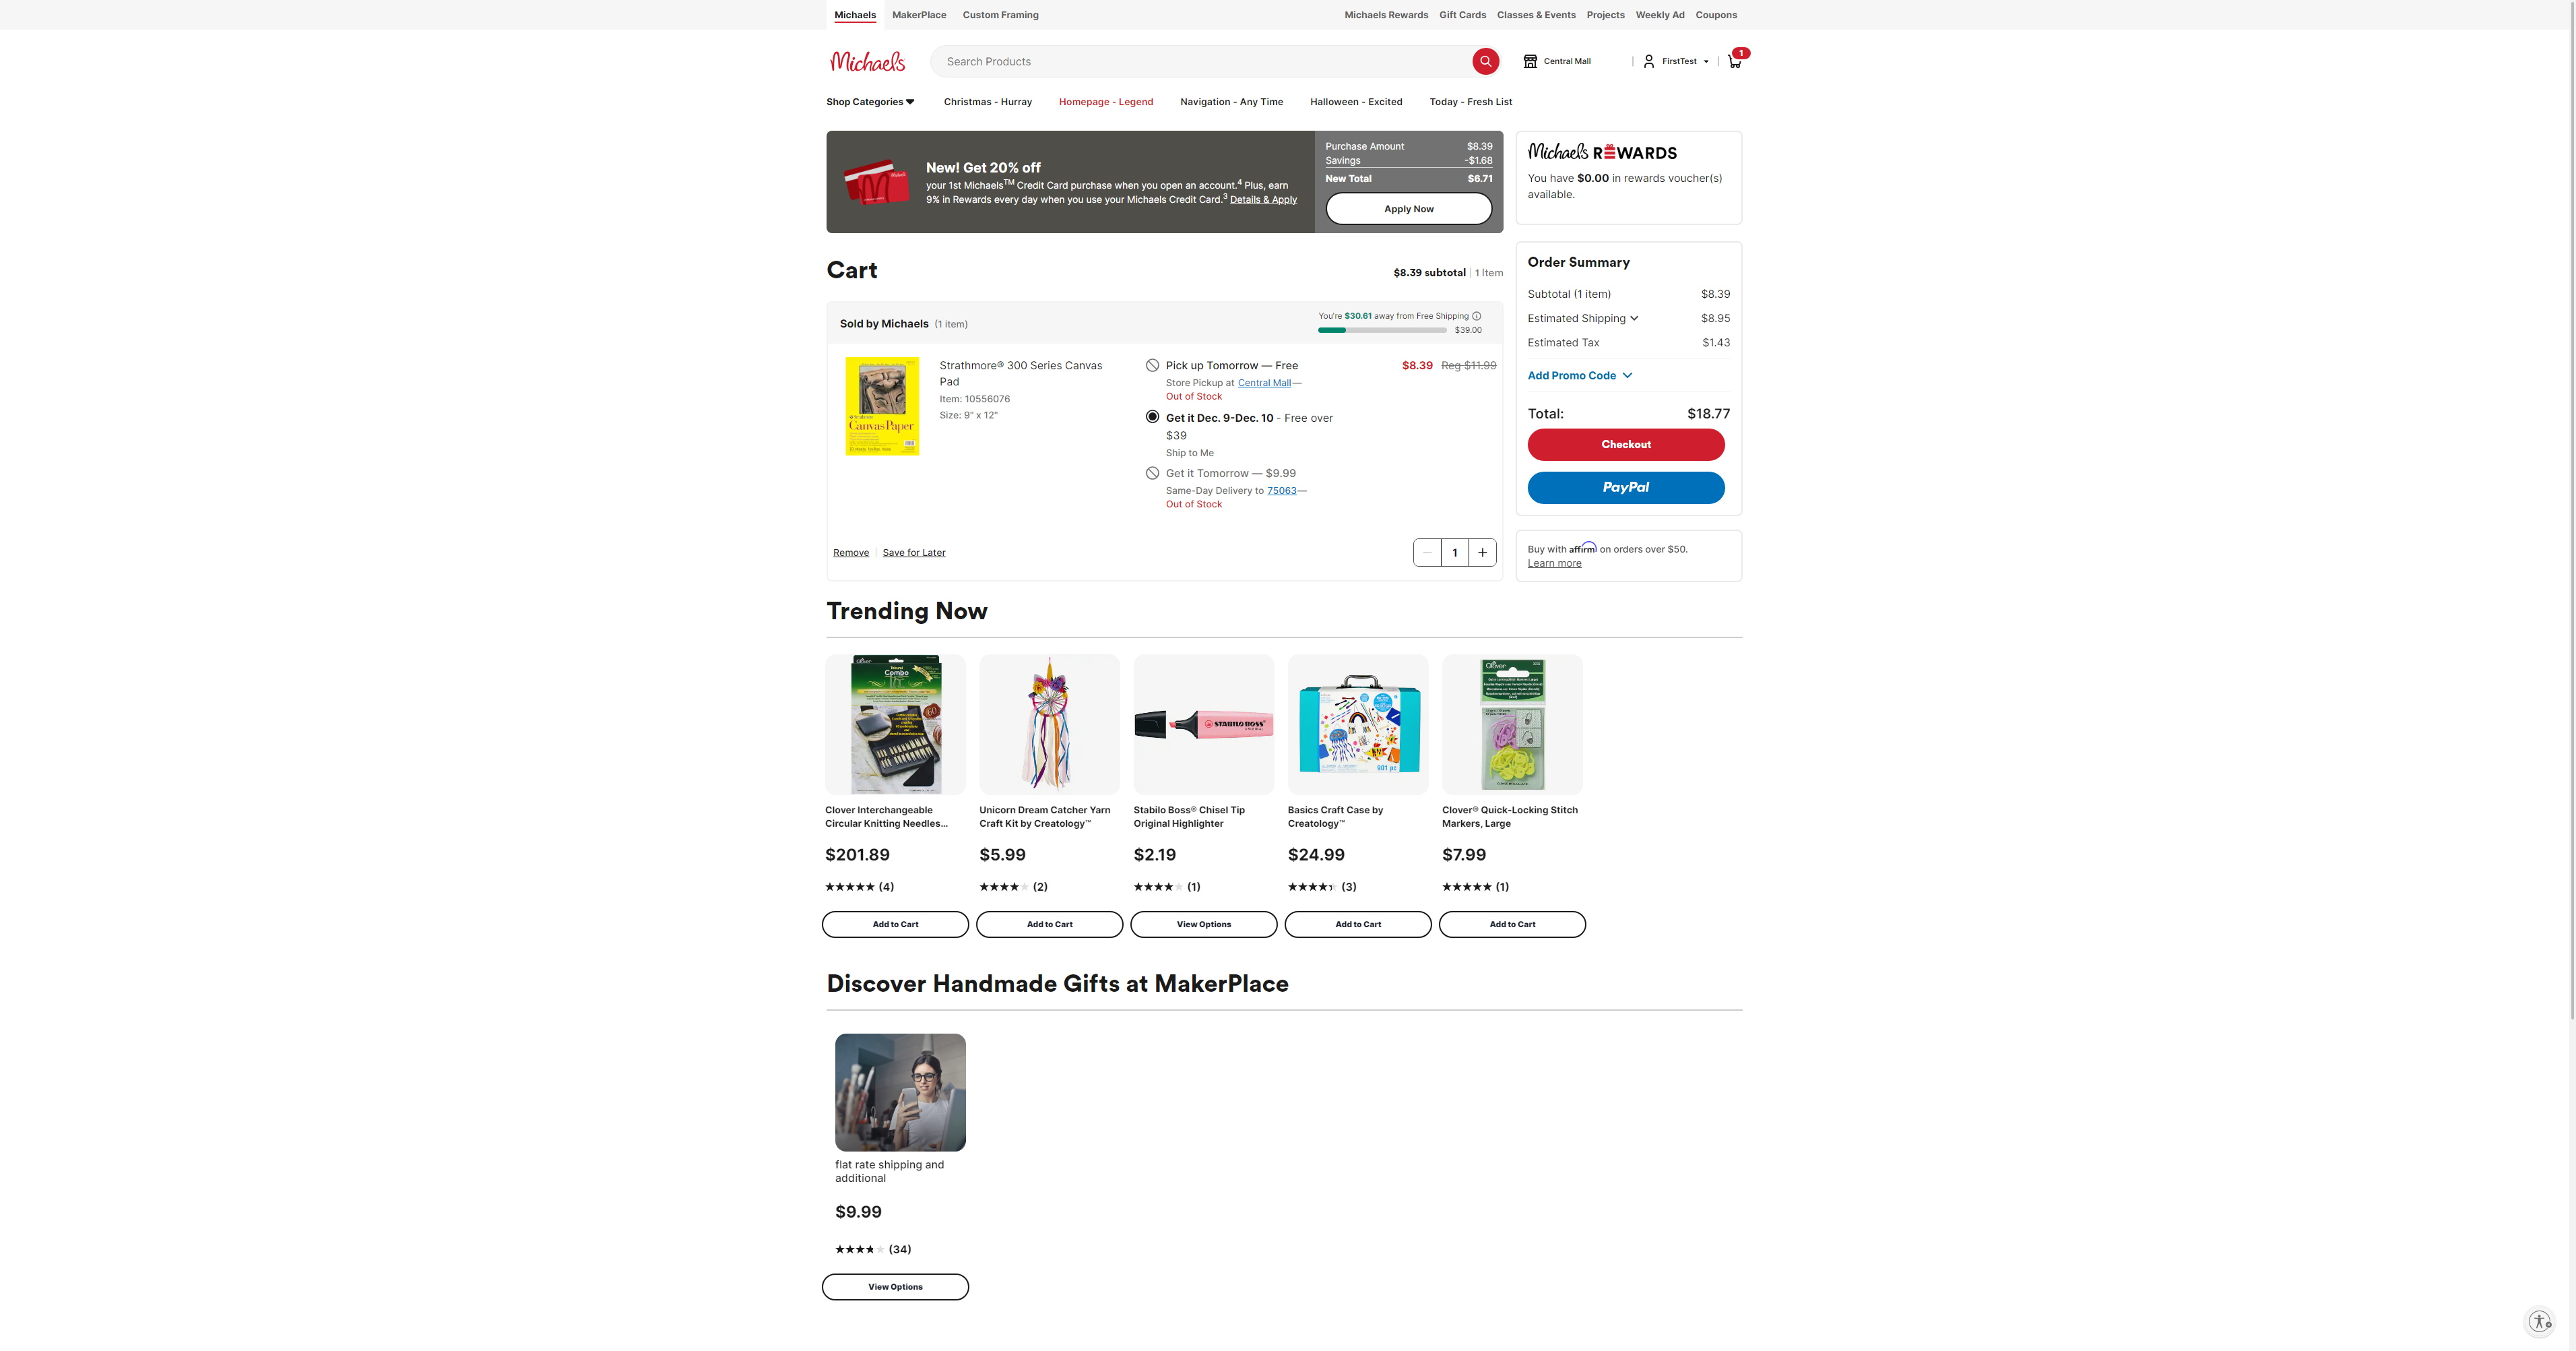 Michaels MakerPlace Custom Framing
Michaels Rewards Gift Cards Classes & Events Projects Weekly Ad Coupons
Michaels
Search Products
Central Mall
FirstTest
1
Shop Categories
Christmas - Hurray
Homepage - Legend
Navigation - Any Time
Halloween - Excited
Today - Fresh List
New! Get 20% off
your 1st Michaels™ Credit Card purchase when you open an account.4 Plus, earn
9% in Rewards every day when you use your Michaels Credit Card.3 Details & Apply
Purchase Amount $8.39
Savings -$1.68
New Total $6.71
Apply Now
Michaels REWARDS
You have $0.00 in rewards voucher(s)
available.
Cart
$8.39 subtotal | 1 Item
Sold by Michaels (1 item)
You're $30.61 away from Free Shipping
$39.00
Canvas Paper
Strathmore® 300 Series Canvas
Pad
Item: 10556076
Size: 9" x 12"
Pick up Tomorrow — Free
Store Pickup at Central Mall—
Out of Stock
Get it Dec. 9-Dec. 10 - Free over
$39
Ship to Me
Get it Tomorrow — $9.99
Same-Day Delivery to 75063—
Out of Stock
$8.39 Reg $11.99
Remove | Save for Later
1
Order Summary
Subtotal (1 item) $8.39
Estimated Shipping $8.95
Estimated Tax $1.43
Add Promo Code
Total: $18.77
Checkout
PayPal
Buy with affirm on orders over $50.
Learn more
Trending Now
Clover
Combo
STABILO BOSS
901 pc
Clover
Clover Interchangeable
Circular Knitting Needles...
$201.89
(4)
Add to Cart
Unicorn Dream Catcher Yarn
Craft Kit by Creatology™
$5.99
(2)
Add to Cart
Stabilo Boss® Chisel Tip
Original Highlighter
$2.19
(1)
View Options
Basics Craft Case by
Creatology™
$24.99
(3)
Add to Cart
Clover® Quick-Locking Stitch
Markers, Large
$7.99
(1)
Add to Cart
Discover Handmade Gifts at MakerPlace
flat rate shipping and
additional
$9.99
(34)
View Options